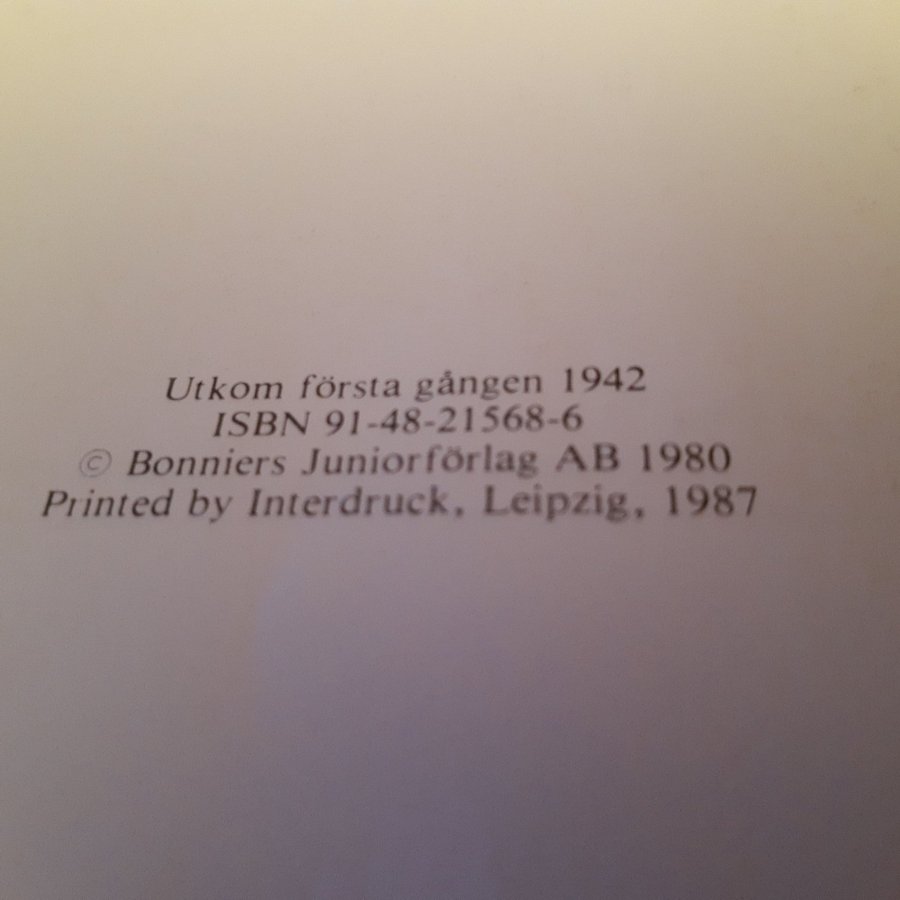 Utkom första gången 1942
ISBN 91-48-21568-6
© Bonniers Juniorförlag AB 1980
Printed by Interdruck, Leipzig, 1987